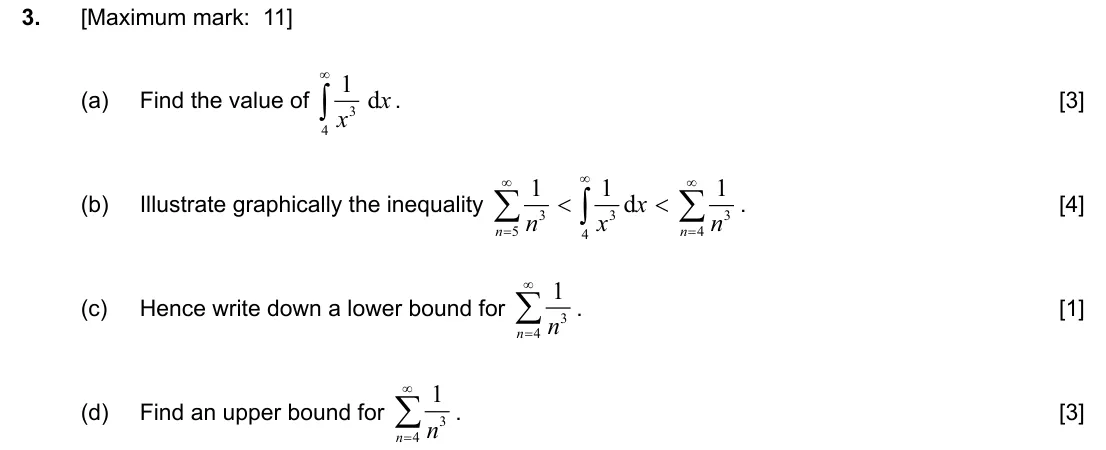 3. [Maximum mark: 11]
(a) Find the value of ∫_4^∞ 1/x³ dx. [3]
(b) Illustrate graphically the inequality ∑_{n=5}^∞ 1/n³ < ∫_4^∞ 1/x³ dx < ∑_{n=4}^∞ 1/n³. [4]
(c) Hence write down a lower bound for ∑_{n=4}^∞ 1/n³. [1]
(d) Find an upper bound for ∑_{n=4}^∞ 1/n³. [3]